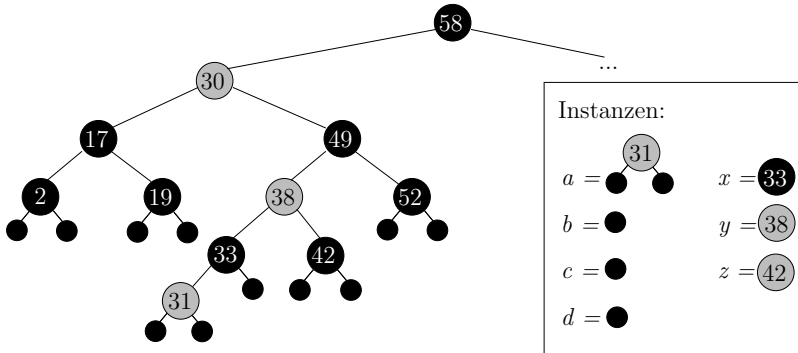 58
30
...
17
49
2
19
38
52
33
42
31
Instanzen:
31
a =
x = 33
b =
y = 38
c =
z = 42
d =